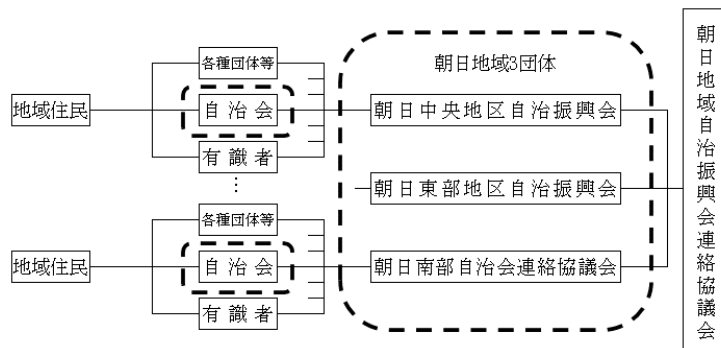 朝日地域3団体
各種団体等
地域住民
自治会
有識者
朝日中央地区自治振興会
⋮
朝日東部地区自治振興会
各種団体等
地域住民
自治会
有識者
朝日南部自治会連絡協議会
朝日地域自治振興会連絡協議会